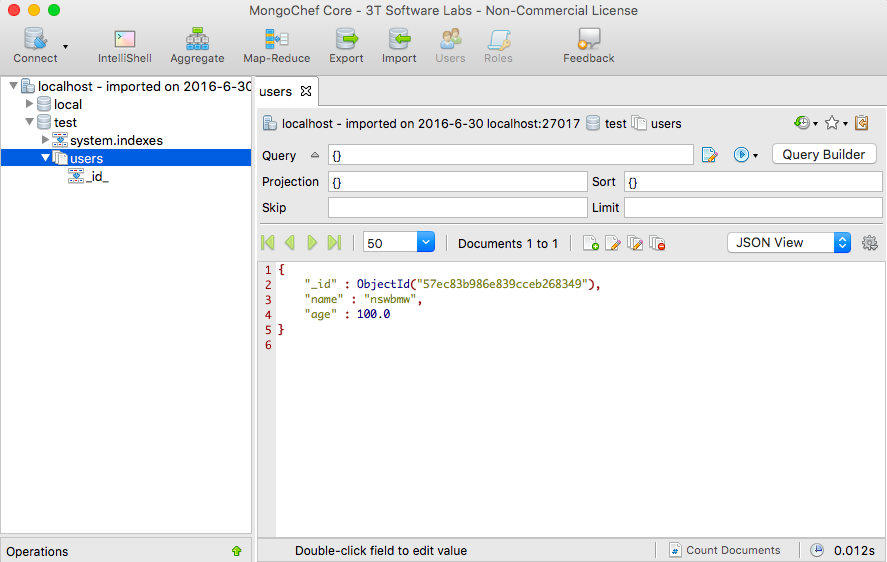 MongoChef Core - 3T Software Labs - Non-Commercial License
Connect IntelliShell Aggregate Map-Reduce Export Import Users Roles Feedback
localhost - imported on 2016-6-30
local
test
system.indexes
users
_id_
Operations
users
localhost - imported on 2016-6-30 localhost:27017 test users
Query {} Query Builder
Projection {} Sort {}
Skip Limit
50 Documents 1 to 1 JSON View
1 {
2 "_id" : ObjectId("57ec83b986e839cceb268349"),
3 "name" : "nswbmw",
4 "age" : 100.0
5 }
6
Double-click field to edit value Count Documents 0.012s